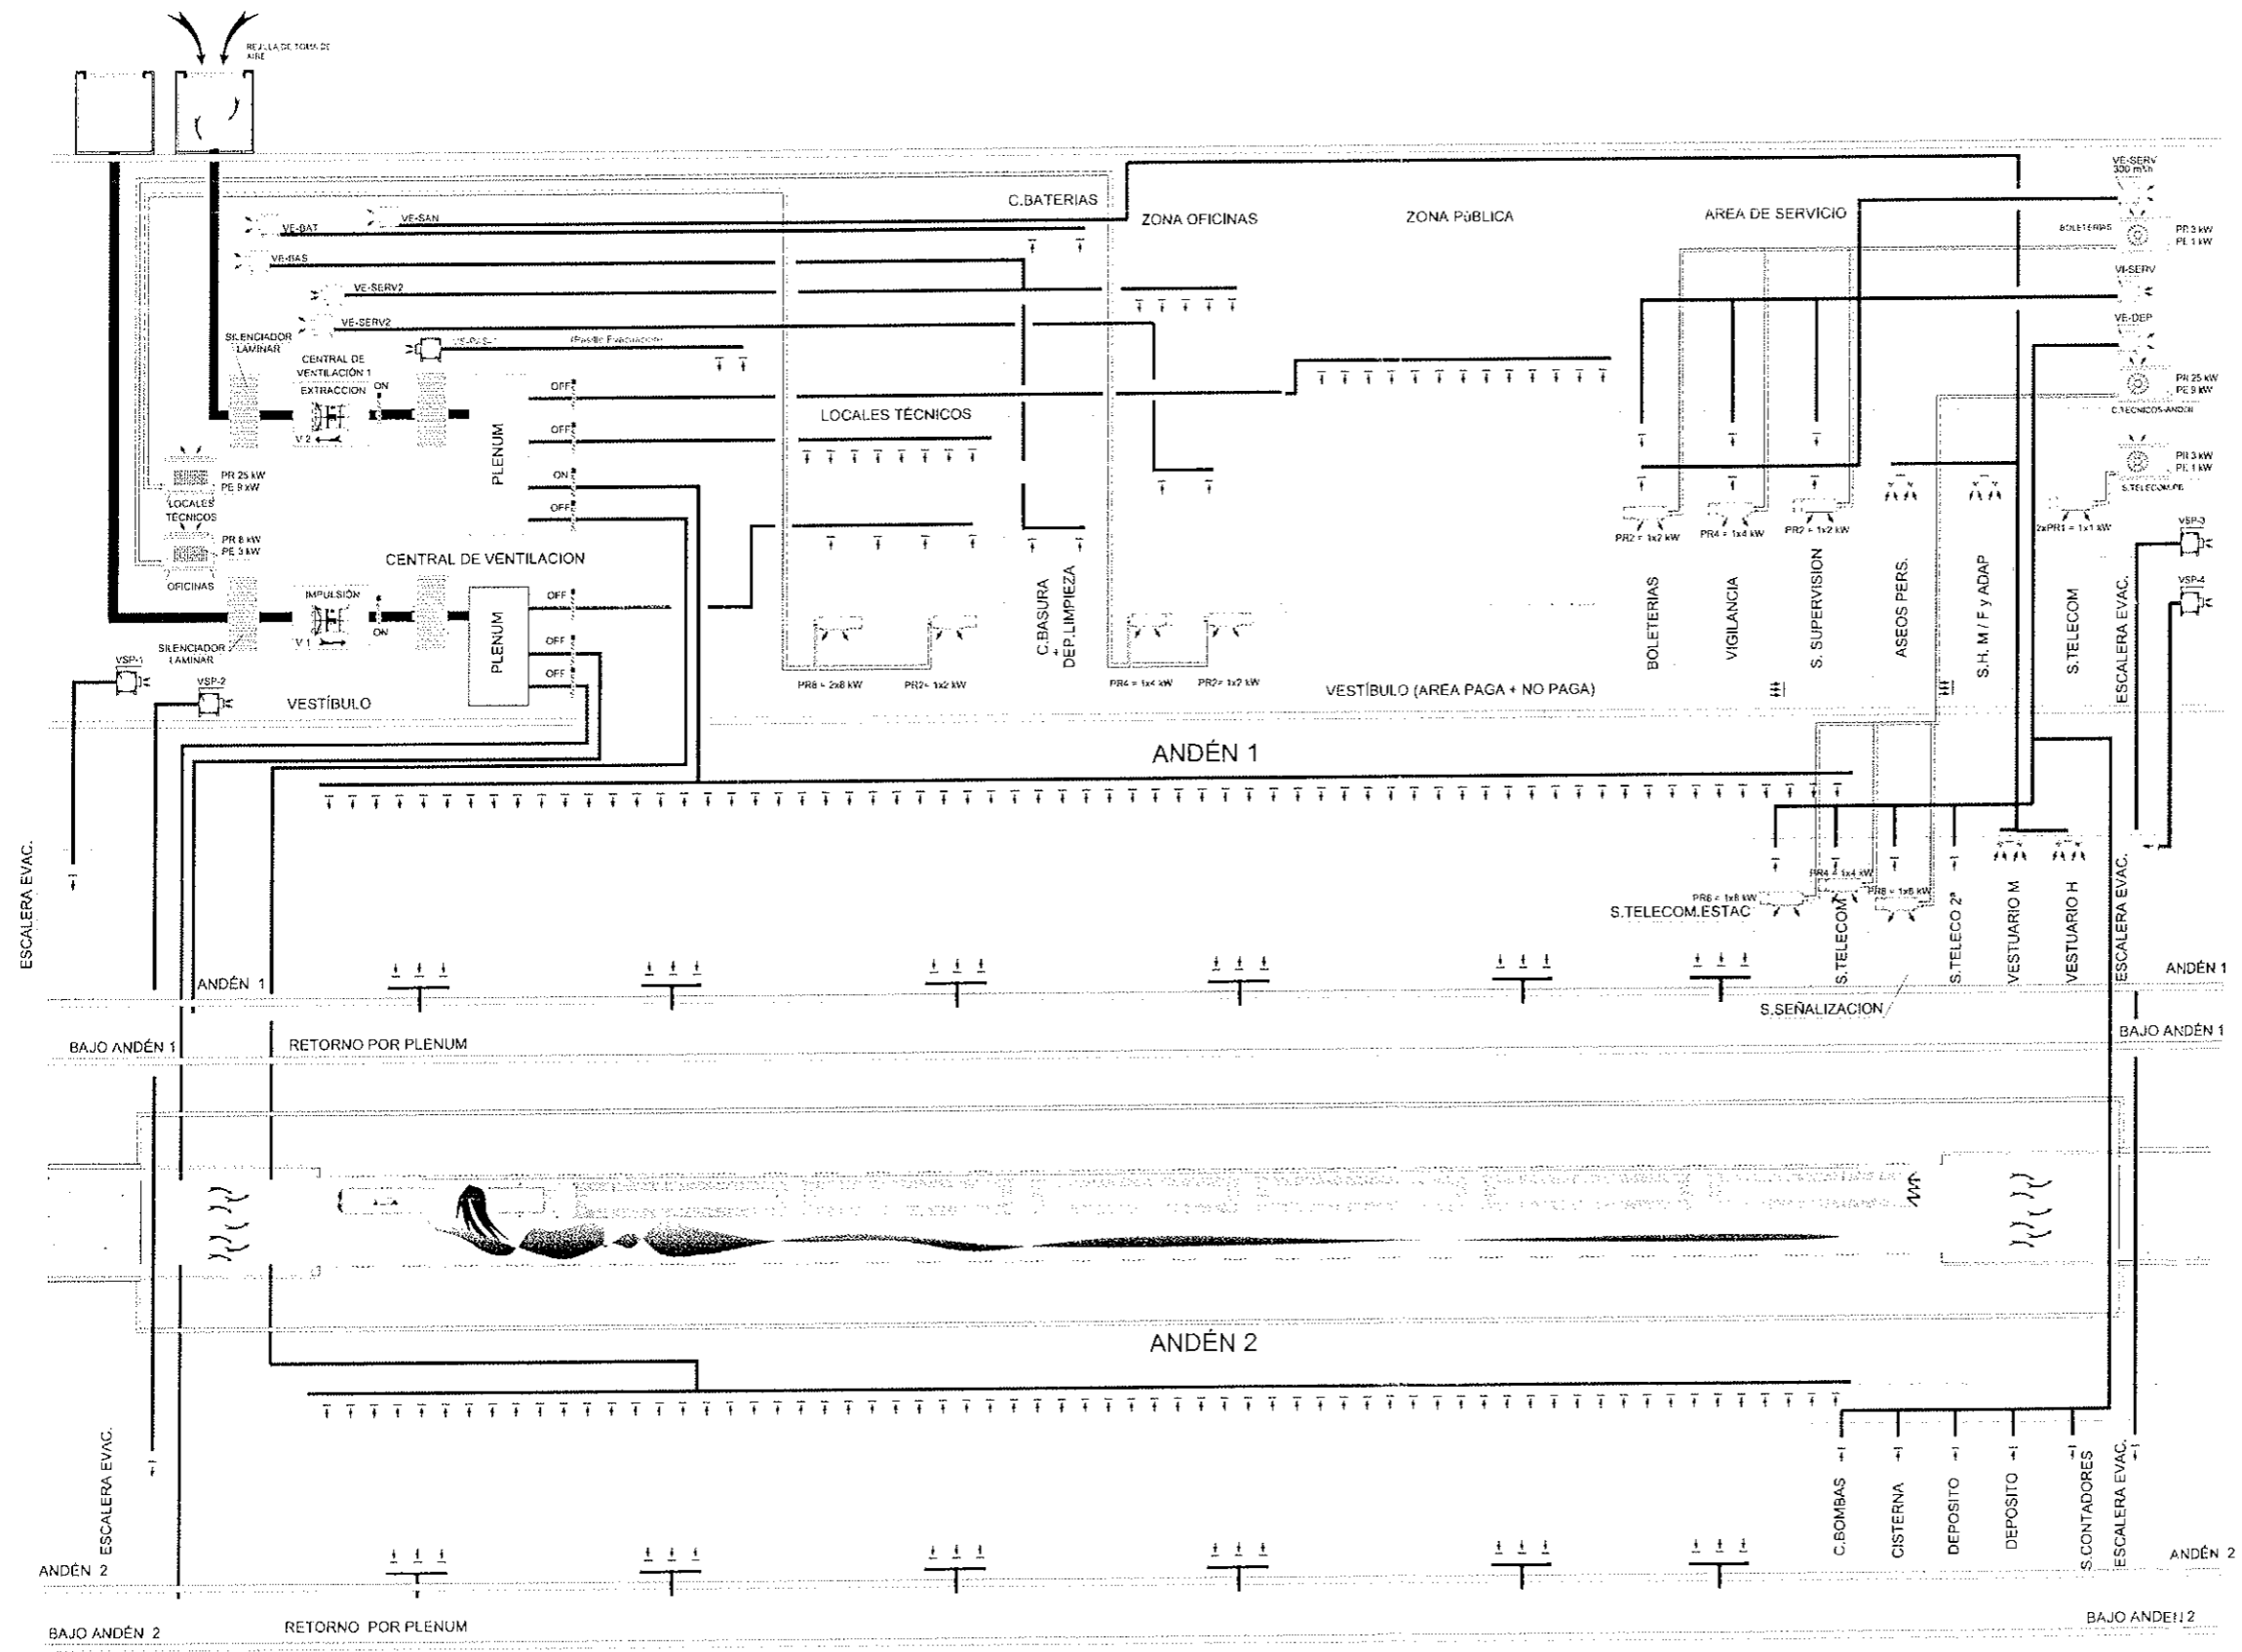 REJILLA DE TOMA DE
AIRE
VE-SERV
300 m³/h
C.BATERIAS
ZONA OFICINAS
ZONA PÚBLICA
AREA DE SERVICIO
VE-SAN
VE-BAT
VE-BAS
BOLETERIAS
PR 3 kW
PE 1 kW
VI-SERV
VE-SERV2
VE-SERV2
VE-DEP
SILENCIADOR
LAMINAR
(Pasillo Evacuación)
CENTRAL DE
VENTILACIÓN 1
EXTRACCION
ON
V.2
OFF
OFF
ON
OFF
PLENUM
LOCALES TÉCNICOS
PR 25 kW
PE 9 kW
C.TECNICOS-ANDEN
PR 25 kW
PE 9 kW
LOCALES
TÉCNICOS
PR 3 kW
PE 1 kW
2xPR1 = 1x1 kW
PR 8 kW
PE 3 kW
OFICINAS
CENTRAL DE VENTILACION
IMPULSIÓN
ON
V.1
OFF
OFF
OFF
PLENUM
SILENCIADOR
LAMINAR
VSP-1
VSP-2
VSP-3
VSP-4
VESTÍBULO
PR8 = 2x8 kW
PR2= 1x2 kW
C.BASURA
+
DEP.LIMPIEZA
PR4 = 1x4 kW
PR2= 1x2 kW
PR2 = 1x2 kW
PR4 = 1x4 kW
PR2 = 1x2 kW
VESTÍBULO (AREA PAGA + NO PAGA)
BOLETERIAS
VIGILANCIA
S. SUPERVISION
ASEOS PERS.
S.H. M / F y ADAP
S.TELECOM
ESCALERA EVAC.
ANDÉN 1
ESCALERA EVAC.
PR4 = 1x4 kW
S.TELECOM.ESTAC
S.TELECOM
S.TELECO 2ª
VESTUARIO M
VESTUARIO H
ESCALERA EVAC.
ANDÉN 1
ANDÉN 1
S.SEÑALIZACION
BAJO ANDÉN 1
RETORNO POR PLENUM
BAJO ANDÉN 1
ANDÉN 2
ESCALERA EVAC.
C.BOMBAS
CISTERNA
DEPOSITO
DEPOSITO
S.CONTADORES
ESCALERA EVAC.
ANDÉN 2
ANDÉN 2
BAJO ANDÉN 2
RETORNO POR PLENUM
BAJO ANDEN 2